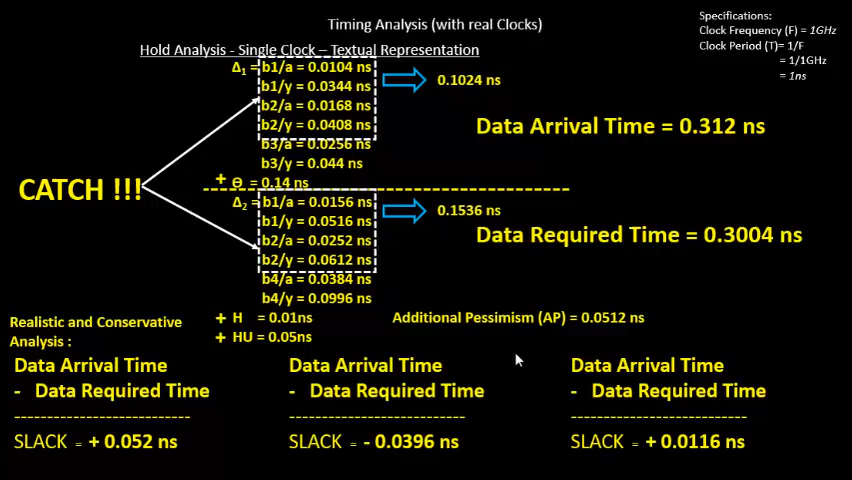 Timing Analysis (with real Clocks)
Specifications:
Clock Frequency (F) = 1GHz
Clock Period (T)= 1/F
= 1/1GHz
= 1ns
Hold Analysis - Single Clock – Textual Representation
Δ1 = b1/a = 0.0104 ns
b1/y = 0.0344 ns
b2/a = 0.0168 ns
b2/y = 0.0408 ns
b3/a = 0.0256 ns
b3/y = 0.044 ns
+ Θ = 0.14 ns
0.1024 ns
Data Arrival Time = 0.312 ns
CATCH !!!
Δ2 = b1/a = 0.0156 ns
b1/y = 0.0516 ns
b2/a = 0.0252 ns
b2/y = 0.0612 ns
b4/a = 0.0384 ns
b4/y = 0.0996 ns
+ H = 0.01ns
+ HU = 0.05ns
0.1536 ns
Data Required Time = 0.3004 ns
Additional Pessimism (AP) = 0.0512 ns
Realistic and Conservative
Analysis :
Data Arrival Time
- Data Required Time
---------------------------
SLACK = + 0.052 ns
Data Arrival Time
- Data Required Time
---------------------------
SLACK = - 0.0396 ns
Data Arrival Time
- Data Required Time
---------------------------
SLACK = + 0.0116 ns